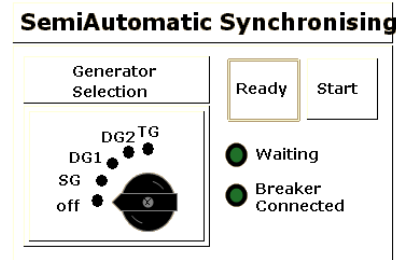 SemiAutomatic Synchronising
Generator
Selection
Ready
Start
TG
DG2
DG1
SG
off
Waiting
Breaker
Connected